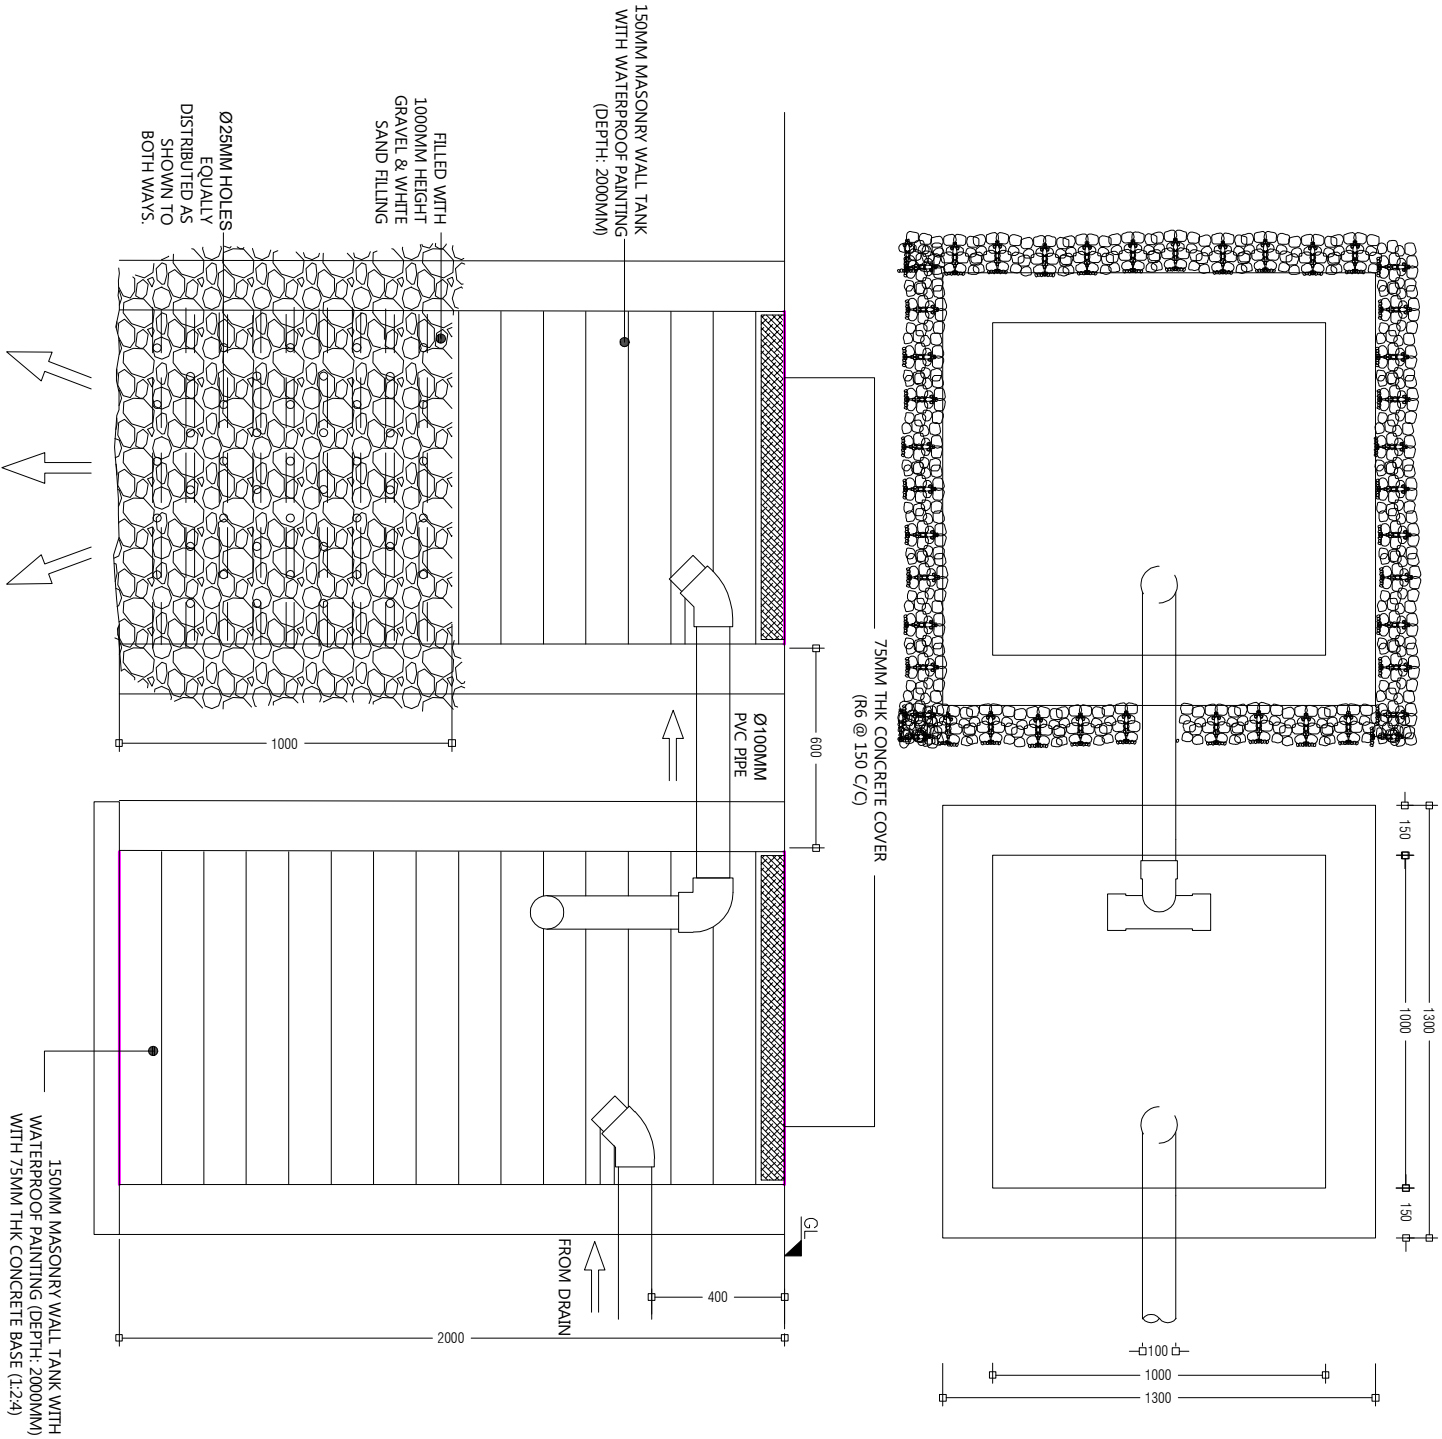 150MM MASONRY WALL TANK
WITH WATERPROOF PAINTING
(DEPTH: 2000MM)
FILLED WITH
1000MM HEIGHT
GRAVEL & WHITE
SAND FILLING
Ø25MM HOLES
EQUALLY
DISTRIBUTED AS
SHOWN TO
BOTH WAYS.
75MM THK CONCRETE COVER
(R6 @ 150 C/C)
Ø100MM
PVC PIPE
600
1000
GL
FROM DRAIN
400
2000
150MM MASONRY WALL TANK WITH
WATERPROOF PAINTING (DEPTH: 2000MM)
WITH 75MM THK CONCRETE BASE (1:2:4)
150
1000
150
1300
100
1000
1300